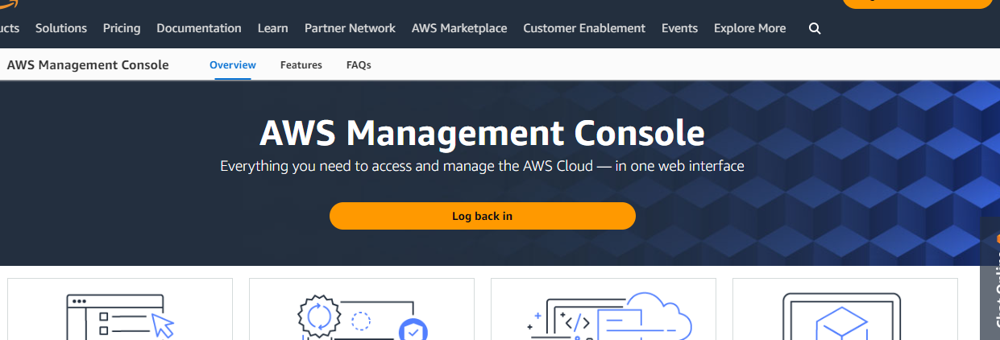 Solutions Pricing Documentation Learn Partner Network AWS Marketplace Customer Enablement Events Explore More
AWS Management Console Overview Features FAQs
AWS Management Console
Everything you need to access and manage the AWS Cloud — in one web interface
Log back in